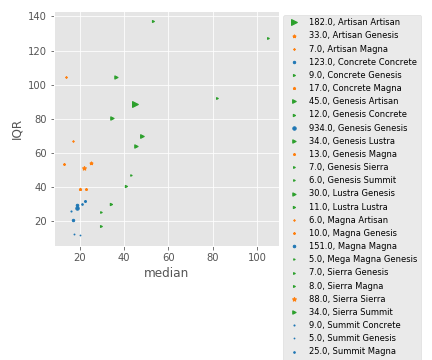 140
120
100
80
60
40
20
IQR
20
40
60
80
100
median
182.0, Artisan Artisan
33.0, Artisan Genesis
7.0, Artisan Magna
123.0, Concrete Concrete
9.0, Concrete Genesis
17.0, Concrete Magna
45.0, Genesis Artisan
12.0, Genesis Concrete
934.0, Genesis Genesis
34.0, Genesis Lustra
13.0, Genesis Magna
7.0, Genesis Sierra
6.0, Genesis Summit
30.0, Lustra Genesis
11.0, Lustra Lustra
6.0, Magna Artisan
10.0, Magna Genesis
151.0, Magna Magna
5.0, Mega Magna Genesis
7.0, Sierra Genesis
8.0, Sierra Magna
88.0, Sierra Sierra
34.0, Sierra Summit
9.0, Summit Concrete
5.0, Summit Genesis
25.0, Summit Magna